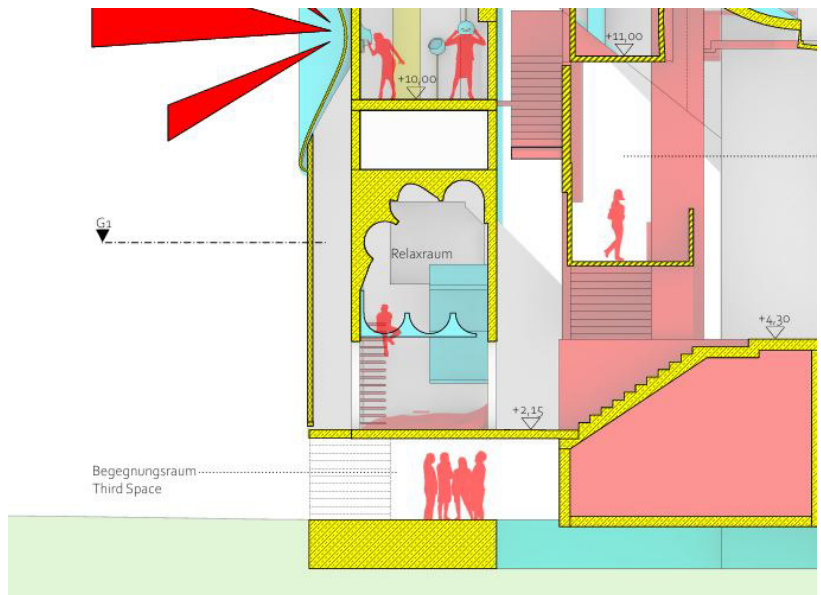 +11,00
+10,00
G1
Relaxraum
+4,30
+2,15
Begegnungsraum
Third Space